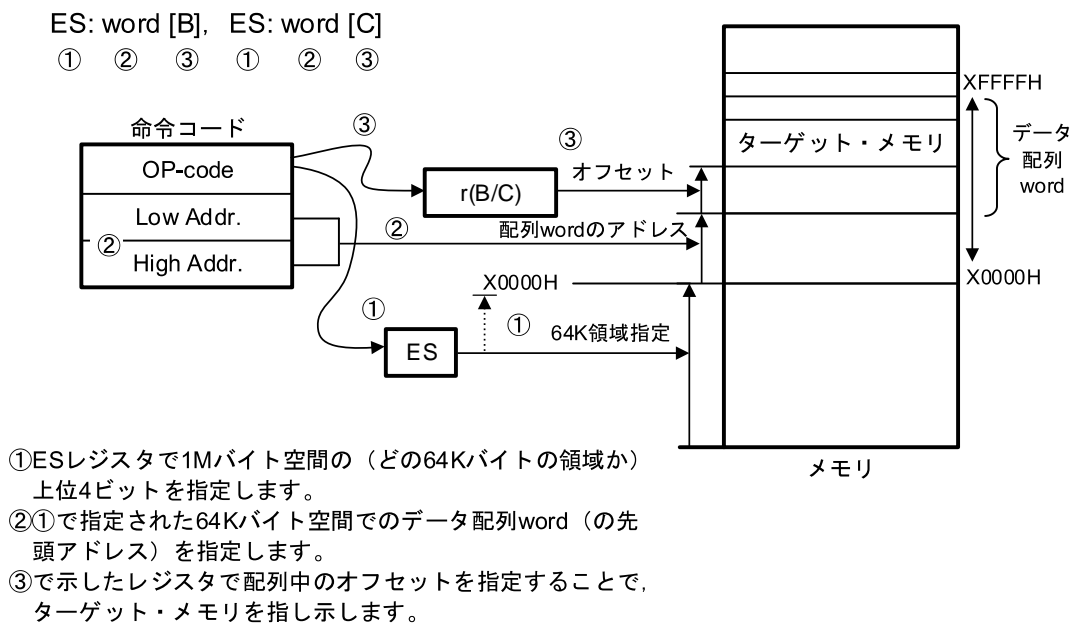 ES: word [B], ES: word [C]
① ② ③ ① ② ③
命令コード
OP-code
Low Addr.
②
High Addr.
③
r(B/C)
③
オフセット
②
配列wordのアドレス
X0000H
①
ES
①
64K領域指定
ターゲット・メモリ
XFFFFH
データ
配列
word
X0000H
メモリ
①ESレジスタで1Mバイト空間の（どの64Kバイトの領域か）
上位4ビットを指定します。
②①で指定された64Kバイト空間でのデータ配列word（の先
頭アドレス）を指定します。
③で示したレジスタで配列中のオフセットを指定することで,
ターゲット・メモリを指し示します。